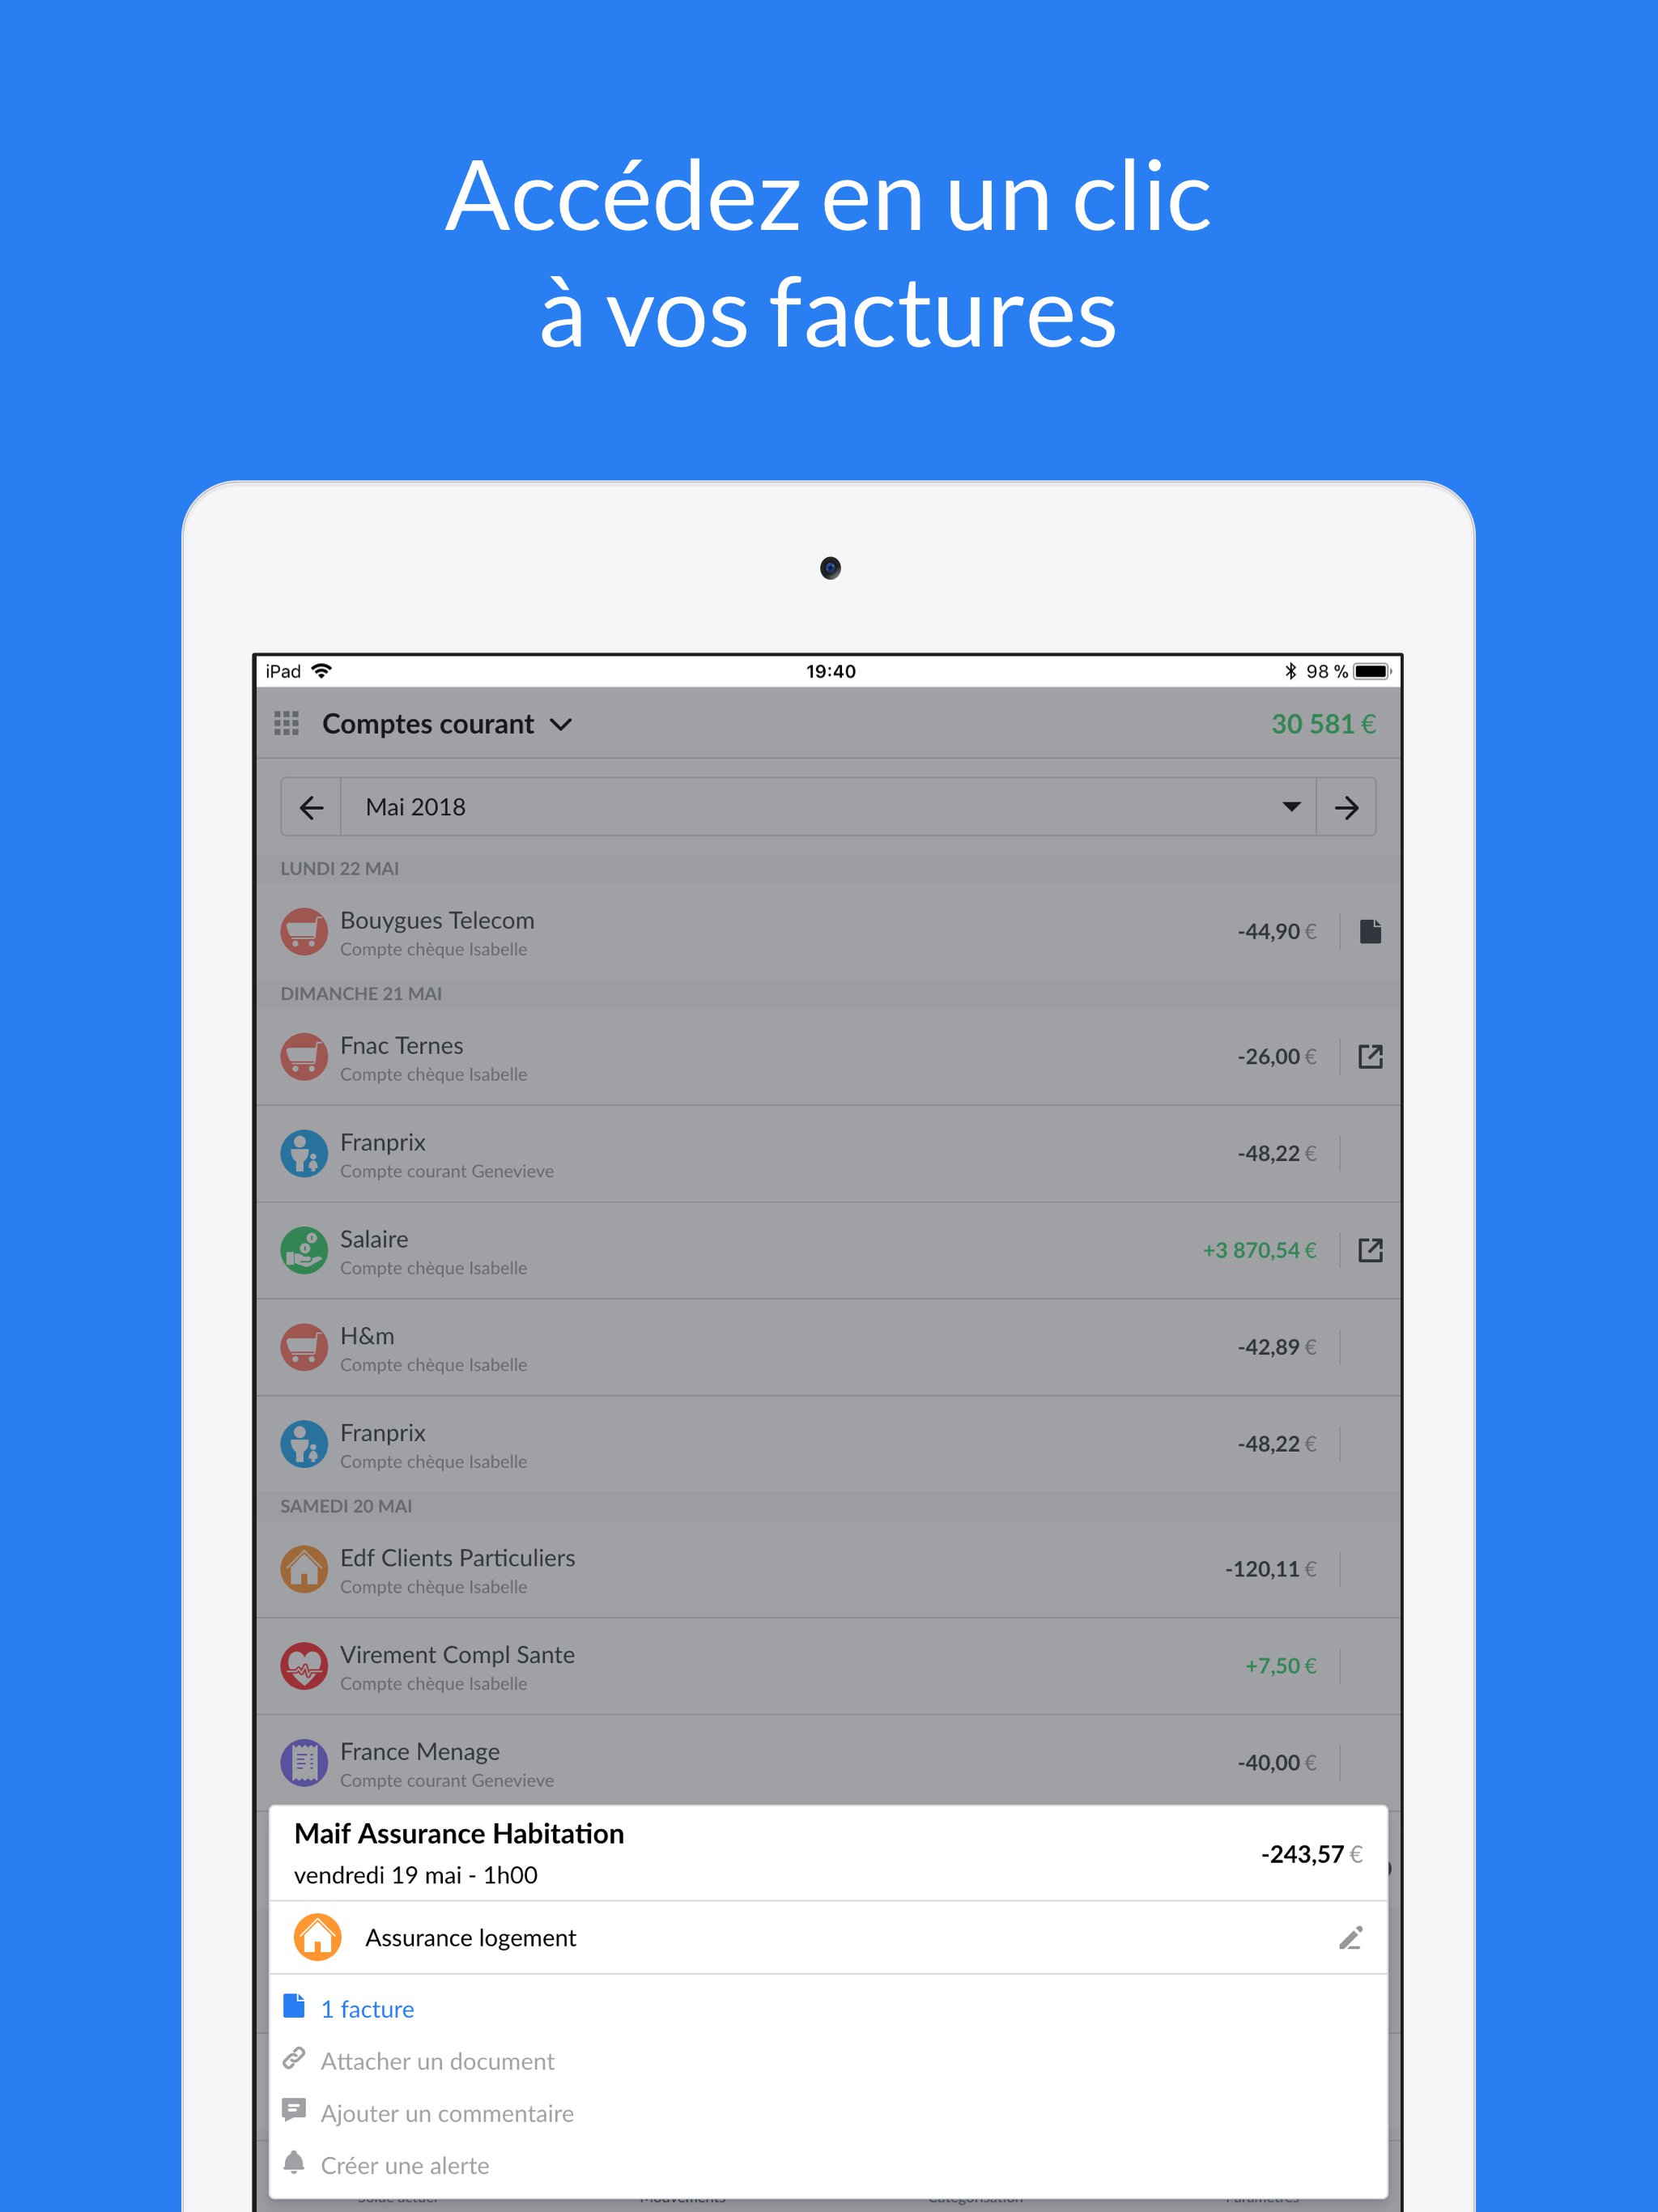 Accédez en un clic
à vos factures
iPad 19:40 98 %
Comptes courant 30 581 €
Mai 2018
LUNDI 22 MAI
Bouygues Telecom -44,90 €
Compte chèque Isabelle
DIMANCHE 21 MAI
Fnac Ternes -26,00 €
Compte chèque Isabelle
Franprix -48,22 €
Compte courant Genevieve
Salaire +3 870,54 €
Compte chèque Isabelle
H&m -42,89 €
Compte chèque Isabelle
Franprix -48,22 €
Compte chèque Isabelle
SAMEDI 20 MAI
Edf Clients Particuliers -120,11 €
Compte chèque Isabelle
Virement Compl Sante +7,50 €
Compte chèque Isabelle
France Menage -40,00 €
Compte courant Genevieve
Maif Assurance Habitation -243,57 €
vendredi 19 mai - 1h00
Assurance logement
1 facture
Attacher un document
Ajouter un commentaire
Créer une alerte